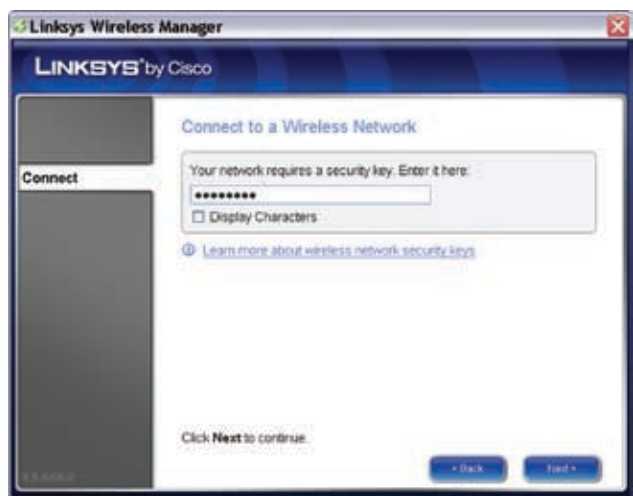 Linksys Wireless Manager
LINKSYS® by Cisco
Connect to a Wireless Network
Connect
Your network requires a security key. Enter it here:
••••••••
Display Characters
Learn more about wireless network security keys
Click Next to continue.
Back
Next